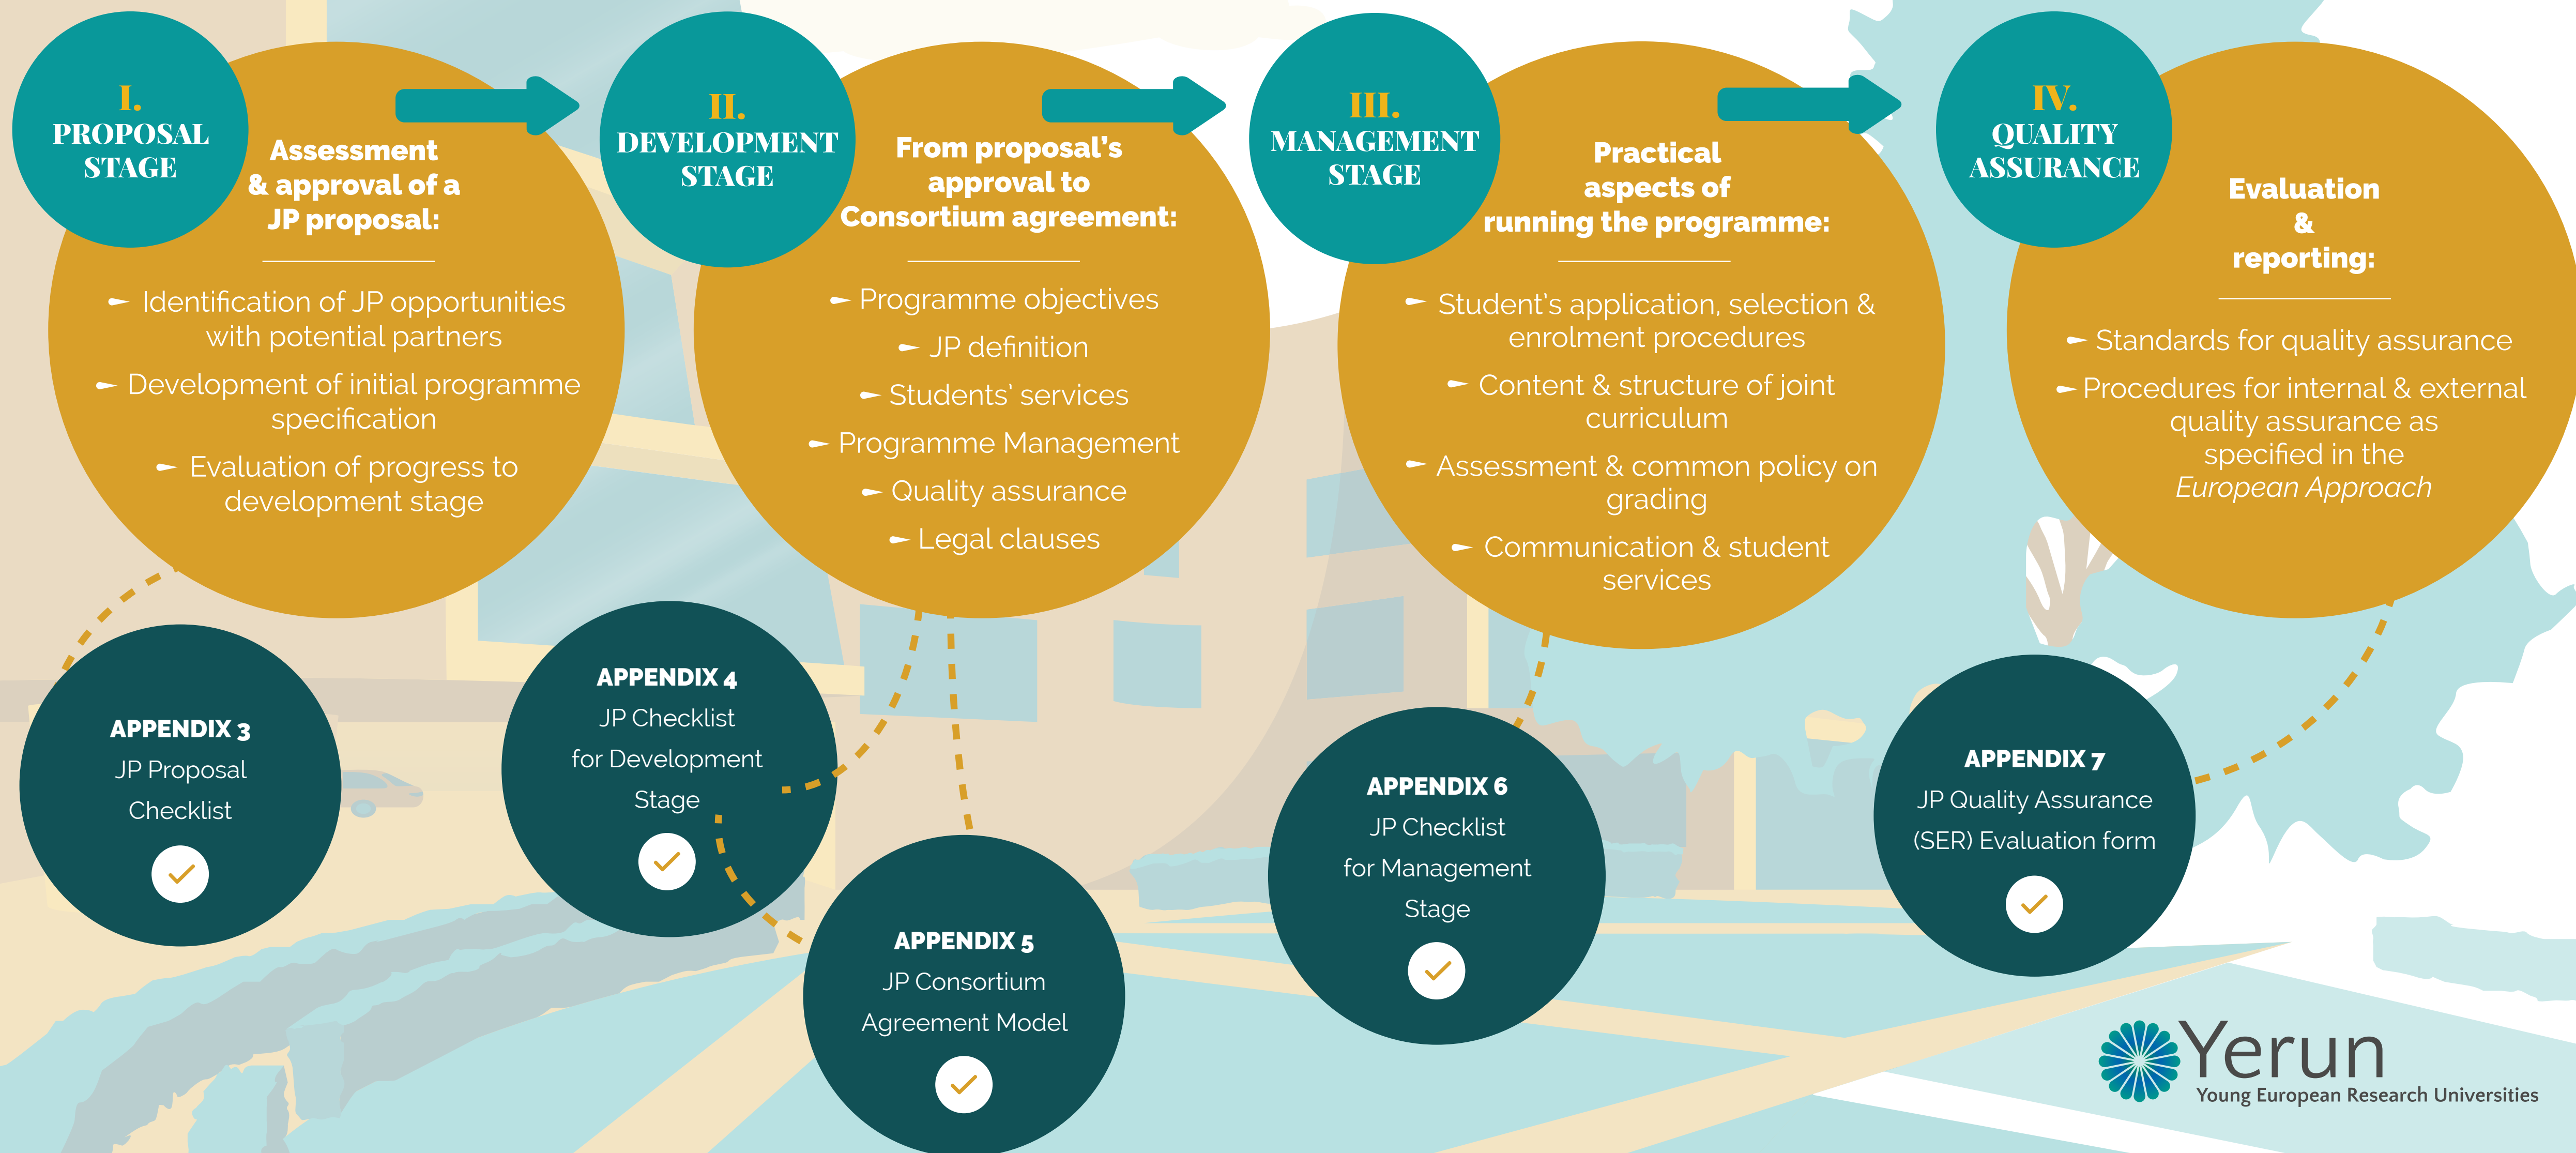 I.
PROPOSAL
STAGE
Assessment
& approval of a
JP proposal:
Identification of JP opportunities
with potential partners
Development of initial programme
specification
Evaluation of progress to
development stage
II.
DEVELOPMENT
STAGE
From proposal's
approval to
Consortium agreement:
Programme objectives
JP definition
Students' services
Programme Management
Quality assurance
Legal clauses
III.
MANAGEMENT
STAGE
Practical
aspects of
running the programme:
Student's application, selection &
enrolment procedures
Content & structure of joint
curriculum
Assessment & common policy on
grading
Communication & student
services
IV.
QUALITY
ASSURANCE
Evaluation
&
reporting:
Standards for quality assurance
Procedures for internal & external
quality assurance as
specified in the
European Approach
APPENDIX 3
JP Proposal
Checklist
APPENDIX 4
JP Checklist
for Development
Stage
APPENDIX 5
JP Consortium
Agreement Model
APPENDIX 6
JP Checklist
for Management
Stage
APPENDIX 7
JP Quality Assurance
(SER) Evaluation form
Yerun
Young European Research Universities